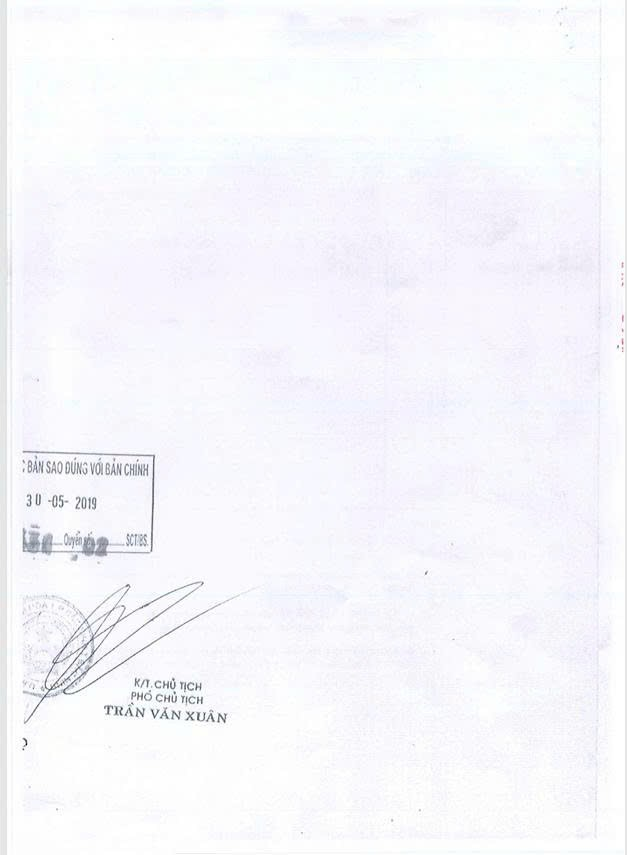 BẢN SAO ĐÚNG VỚI BẢN CHÍNH
30 -05- 2019
Quyển số SCT/BS.
K/T.CHỦ TỊCH
PHÓ CHỦ TỊCH
TRẦN VĂN XUÂN